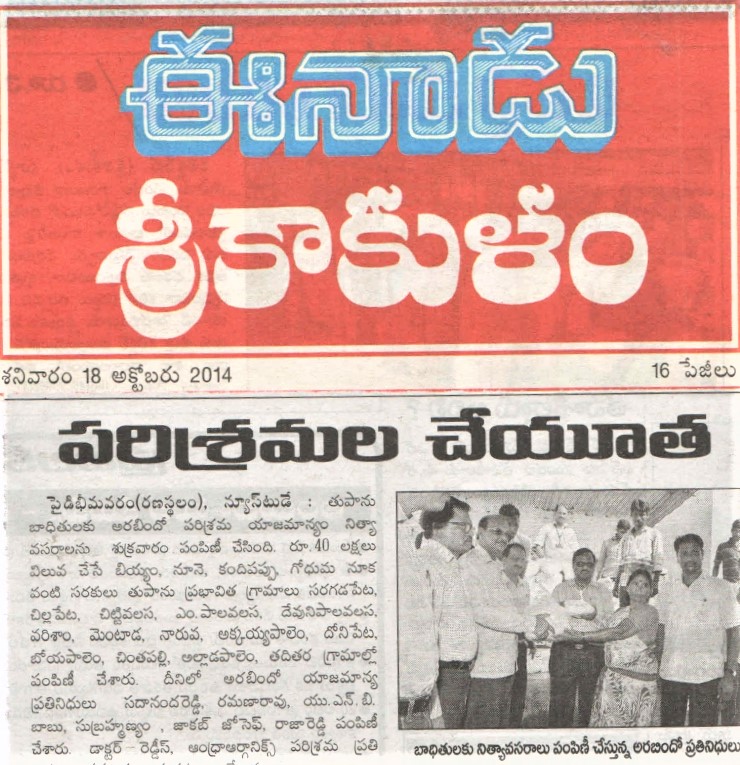 ఈనాడు
శ్రీకాకుళం
శనివారం 18 అక్టోబరు 2014
16 పేజీలు
పరిశ్రమల చేయూత
పైడిభీమవరం(రణస్థలం), న్యూస్‌టుడే : తుపాను
బాధితులకు అరబిందో పరిశ్రమ యాజమాన్యం నిత్యా
వసరాలను శుక్రవారం పంపిణీ చేసింది. రూ.40 లక్షలు
విలువ చేసే బియ్యం, నూనె, కందిపప్పు, గోధుమ నూక
వంటి సరకులు తుపాను ప్రభావిత గ్రామాలు సరగడపేట,
చిల్లపేట, చిట్టివలస, ఎం.పాలవలస, దేవునిపాలవలస,
వరిశాం, మెంటాడ, నారువ, అక్కయ్యపాలెం, దోనిపేట,
బోయపాలెం, చింతపల్లి, అల్లాడపాలెం, తదితర గ్రామాల్లో
పంపిణీ చేశారు. దీనిలో అరబిందో యాజమాన్య
ప్రతినిధులు సదానందరెడ్డి, రమణారావు, యు.ఎన్.బి.
బాబు, సుబ్రహ్మణ్యం , జాకబ్ జోసెఫ్, రాజారెడ్డి పంపిణీ
చేశారు. డాక్టర్ రెడ్డీస్, ఆంధ్రాఆర్గానిక్స్ పరిశ్రమ ప్రతి
బాధితులకు నిత్యావసరాలు పంపిణీ చేస్తున్న అరబిందో ప్రతినిధులు